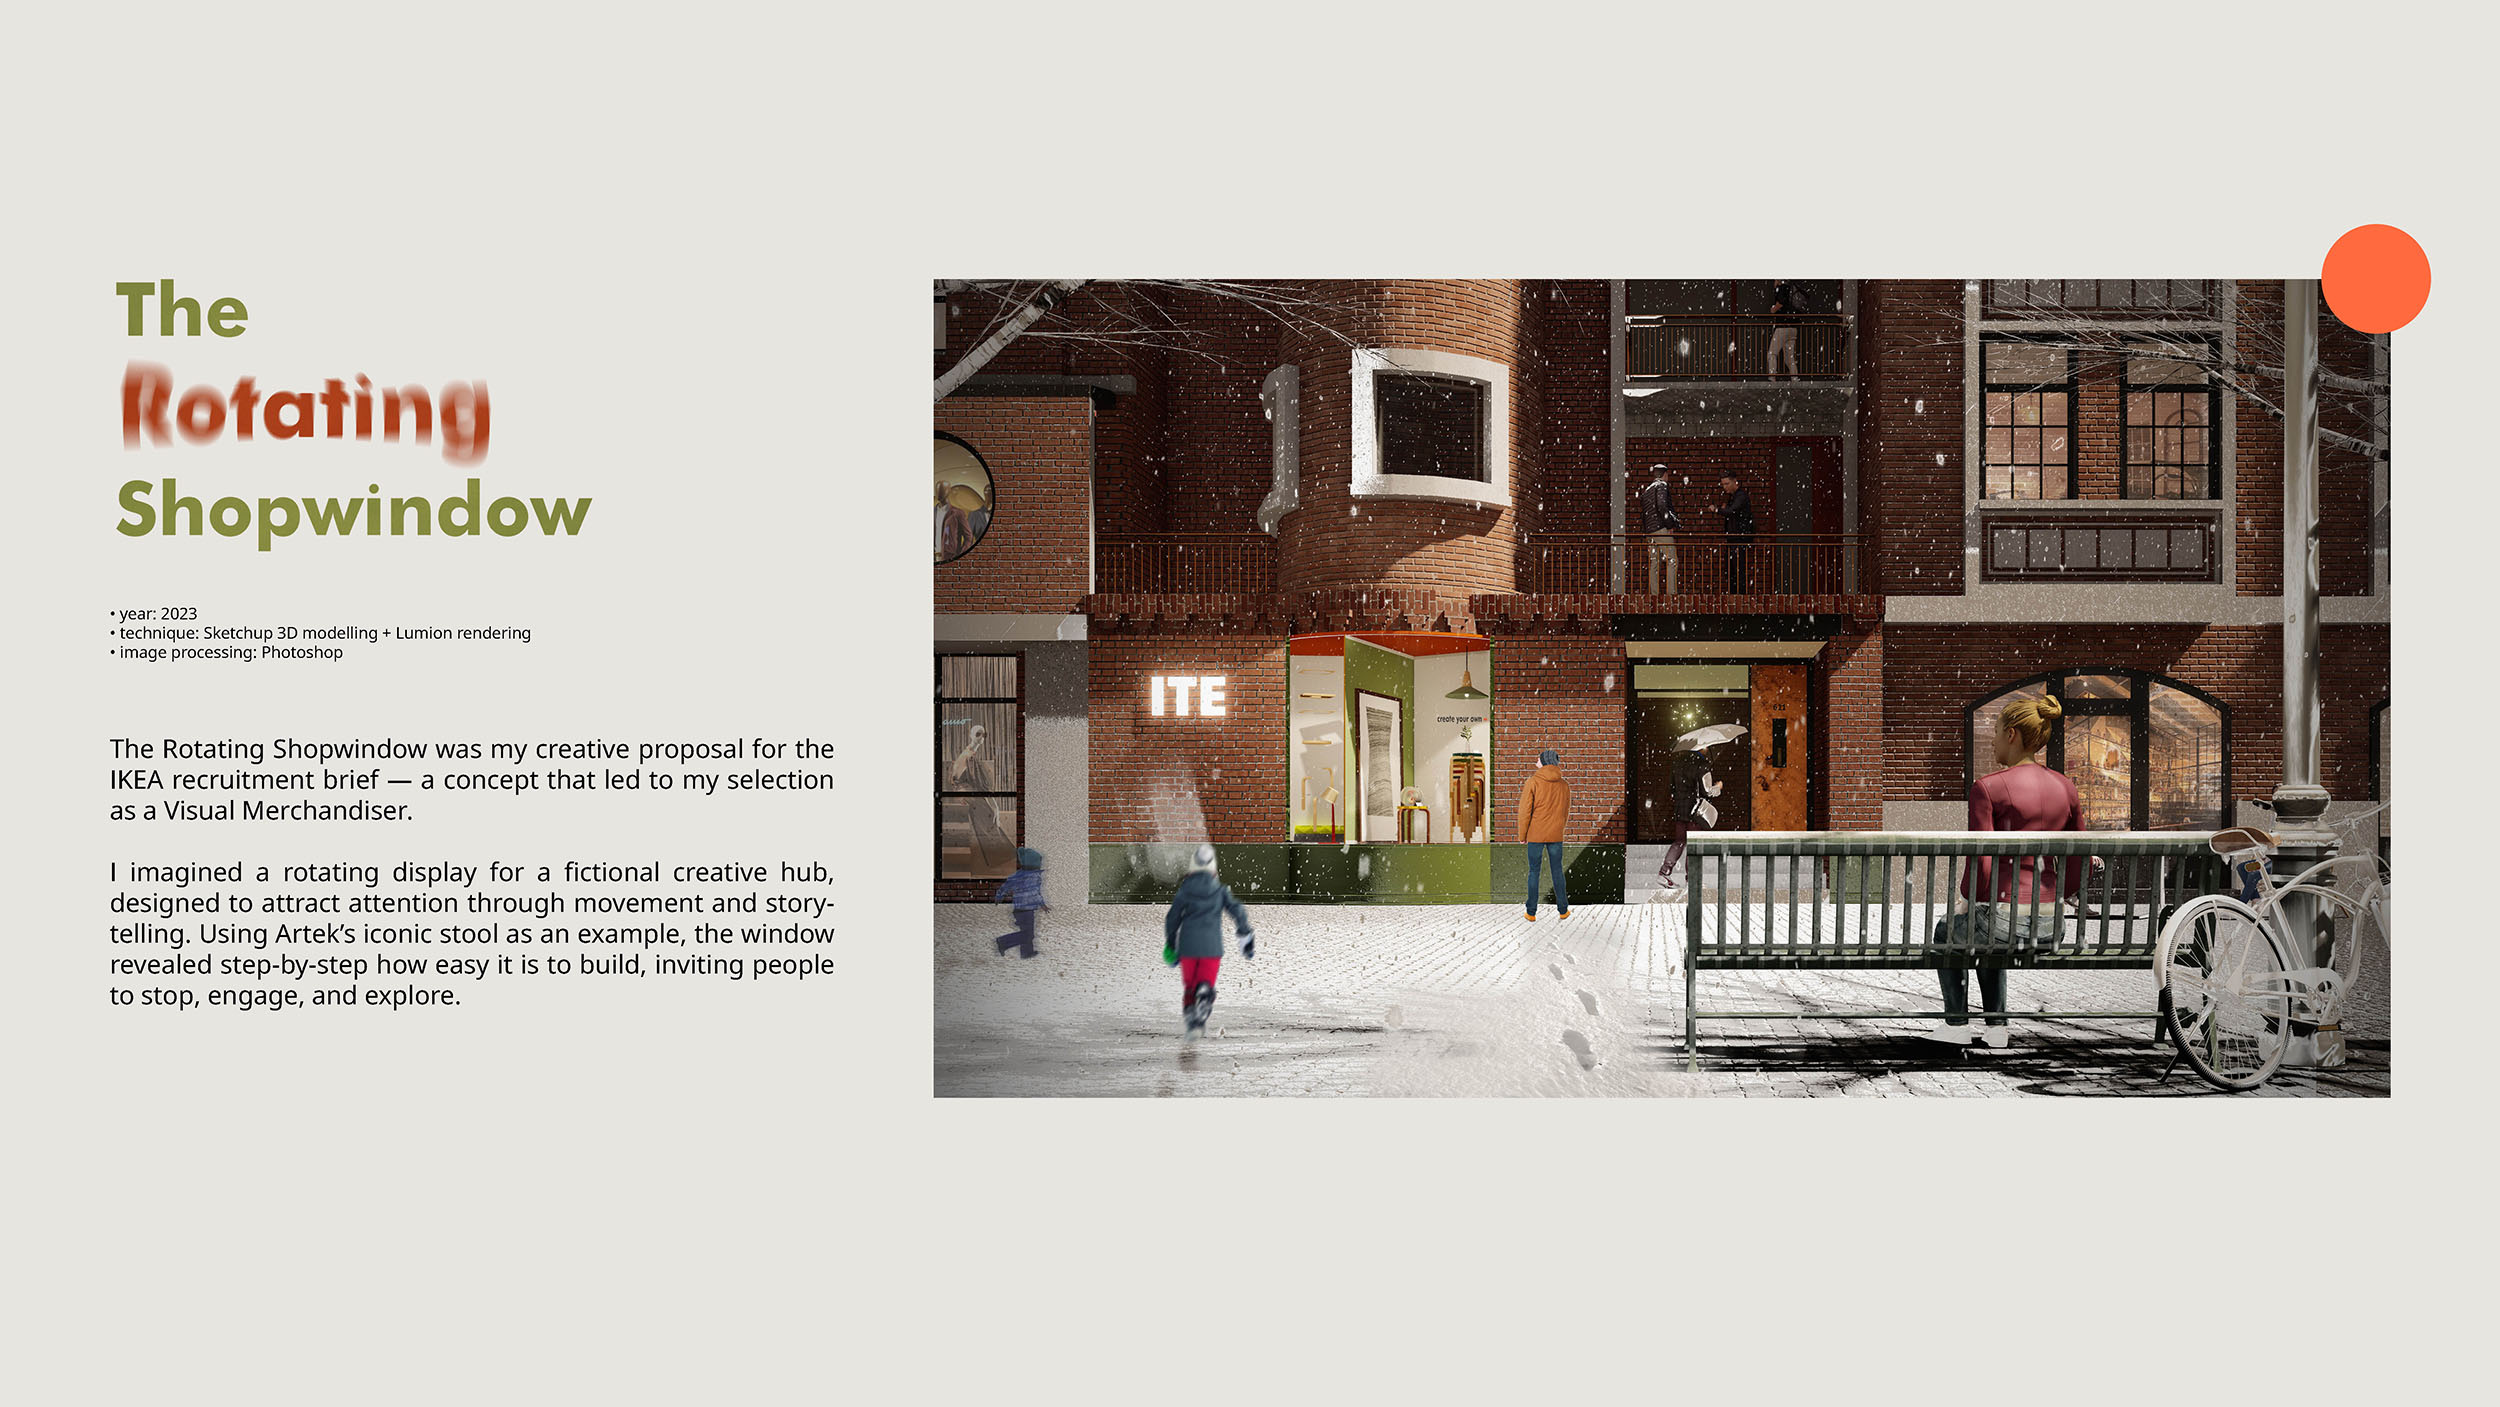 The
Rotating
Shopwindow
• year: 2023
• technique: Sketchup 3D modelling + Lumion rendering
• image processing: Photoshop
The Rotating Shopwindow was my creative proposal for the
IKEA recruitment brief — a concept that led to my selection
as a Visual Merchandiser.
I imagined a rotating display for a fictional creative hub,
designed to attract attention through movement and story-
telling. Using Artek’s iconic stool as an example, the window
revealed step-by-step how easy it is to build, inviting people
to stop, engage, and explore.
ITE
create your own
621